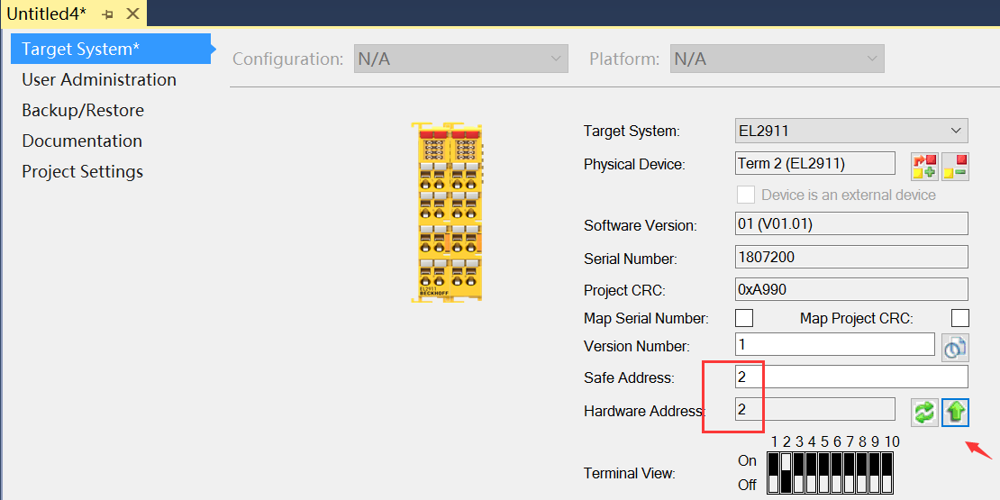 Untitled4*
Target System*
User Administration
Backup/Restore
Documentation
Project Settings
Configuration: N/A Platform: N/A
Target System: EL2911
Physical Device: Term 2 (EL2911)
Device is an external device
Software Version: 01 (V01.01)
Serial Number: 1807200
Project CRC: 0xA990
Map Serial Number: Map Project CRC:
Version Number: 1
Safe Address: 2
Hardware Address: 2
1 2 3 4 5 6 7 8 9 10
On
Terminal View:
Off
EL2911
BECKHOFF